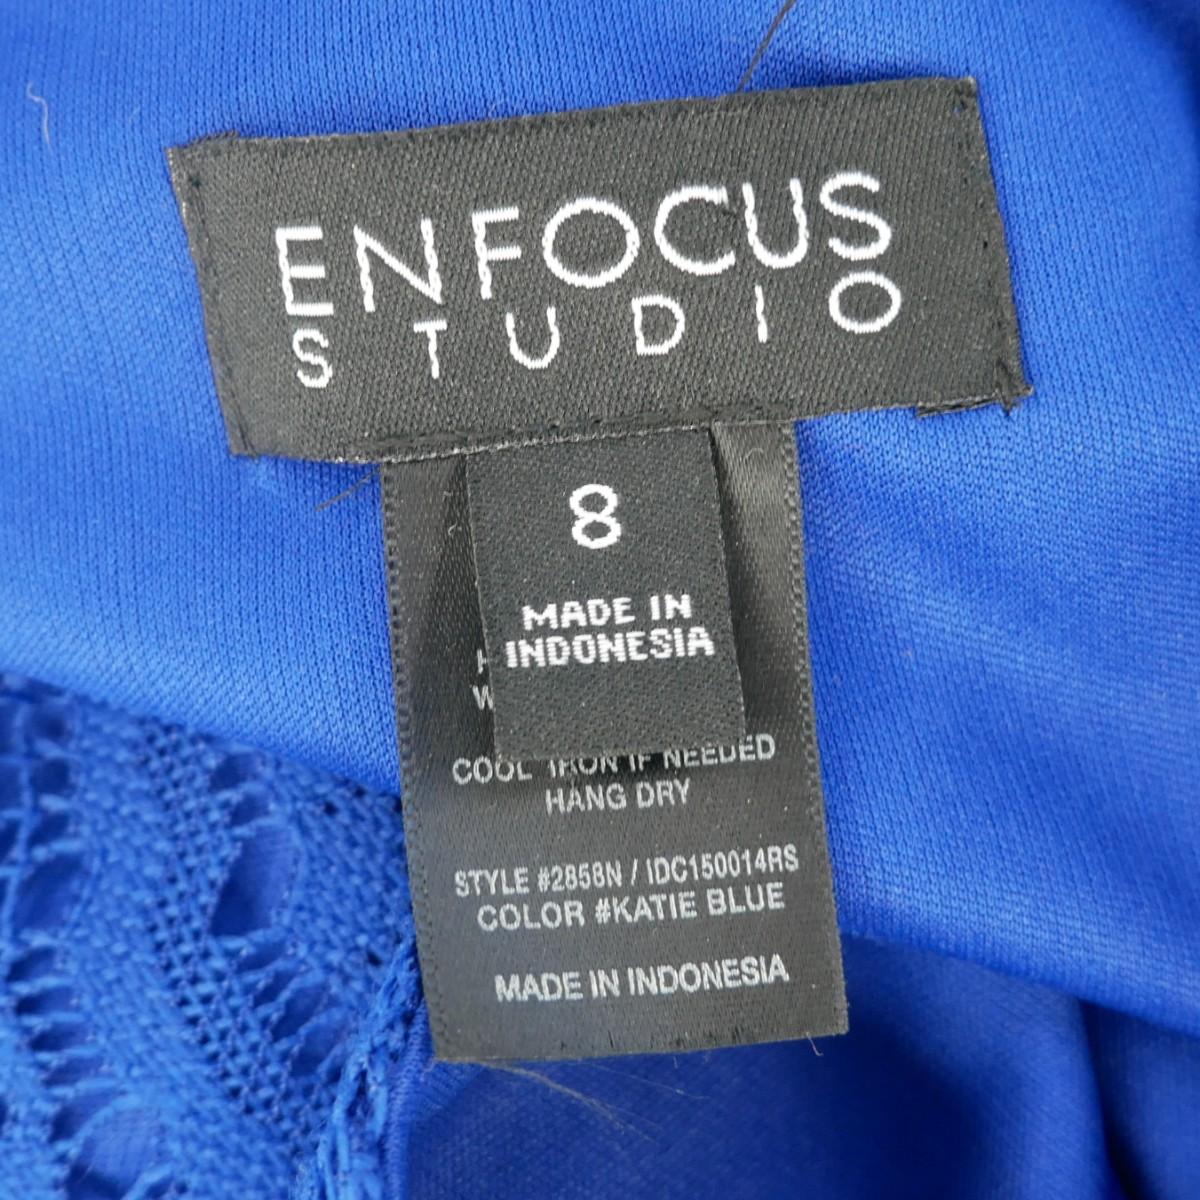 ENFOCUS
STUDIO
8
MADE IN
INDONESIA
COOL IRON IF NEEDED
HANG DRY
STYLE #2858N / IDC150014RS
COLOR #KATIE BLUE
MADE IN INDONESIA